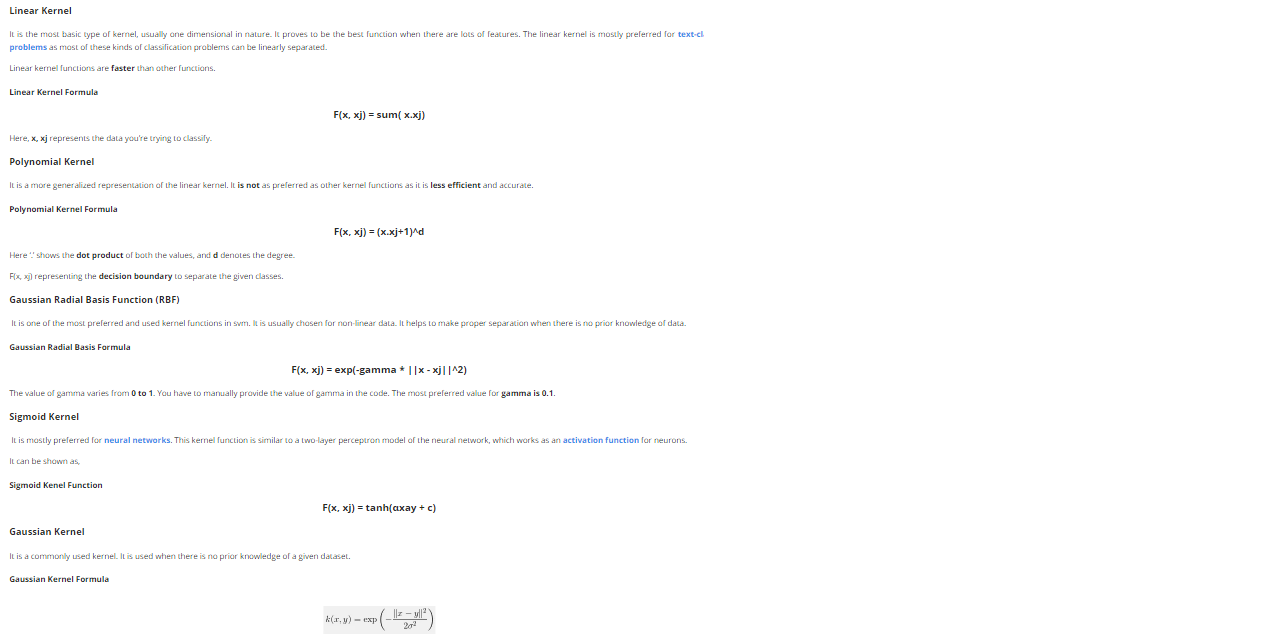 Linear Kernel
It is the most basic type of kernel, usually one dimensional in nature. It proves to be the best function when there are lots of features. The linear kernel is mostly preferred for text-cl
problems as most of these kinds of classification problems can be linearly separated.
Linear kernel functions are faster than other functions.
Linear Kernel Formula
F(x, xj) = sum( x.xj)
Here, x, xj represents the data you're trying to classify.
Polynomial Kernel
It is a more generalized representation of the linear kernel. It is not as preferred as other kernel functions as it is less efficient and accurate.
Polynomial Kernel Formula
F(x, xj) = (x.xj+1)^d
Here '.' shows the dot product of both the values, and d denotes the degree.
F(x, xj) representing the decision boundary to separate the given classes.
Gaussian Radial Basis Function (RBF)
It is one of the most preferred and used kernel functions in svm. It is usually chosen for non-linear data. It helps to make proper separation when there is no prior knowledge of data.
Gaussian Radial Basis Formula
F(x, xj) = exp(-gamma * ||x - xj||^2)
The value of gamma varies from 0 to 1. You have to manually provide the value of gamma in the code. The most preferred value for gamma is 0.1.
Sigmoid Kernel
It is mostly preferred for neural networks. This kernel function is similar to a two-layer perceptron model of the neural network, which works as an activation function for neurons.
It can be shown as,
Sigmoid Kenel Function
F(x, xj) = tanh(αxay + c)
Gaussian Kernel
It is a commonly used kernel. It is used when there is no prior knowledge of a given dataset.
Gaussian Kernel Formula
k(x, y) = exp(−||x − y||²/2σ²)